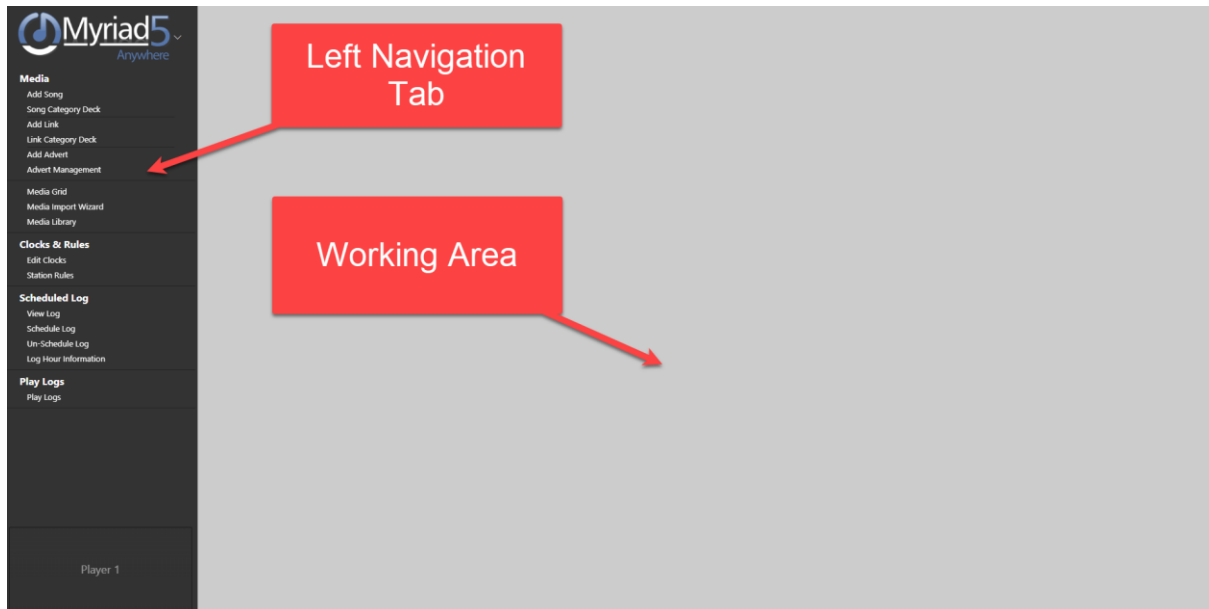 Myriad5
Anywhere
Media
Add Song
Song Category Deck
Add Link
Link Category Deck
Add Advert
Advert Management
Media Grid
Media Import Wizard
Media Library
Clocks & Rules
Edit Clocks
Station Rules
Scheduled Log
View Log
Schedule Log
Un-Schedule Log
Log Hour Information
Play Logs
Play Logs
Player 1
Left Navigation
Tab
Working Area